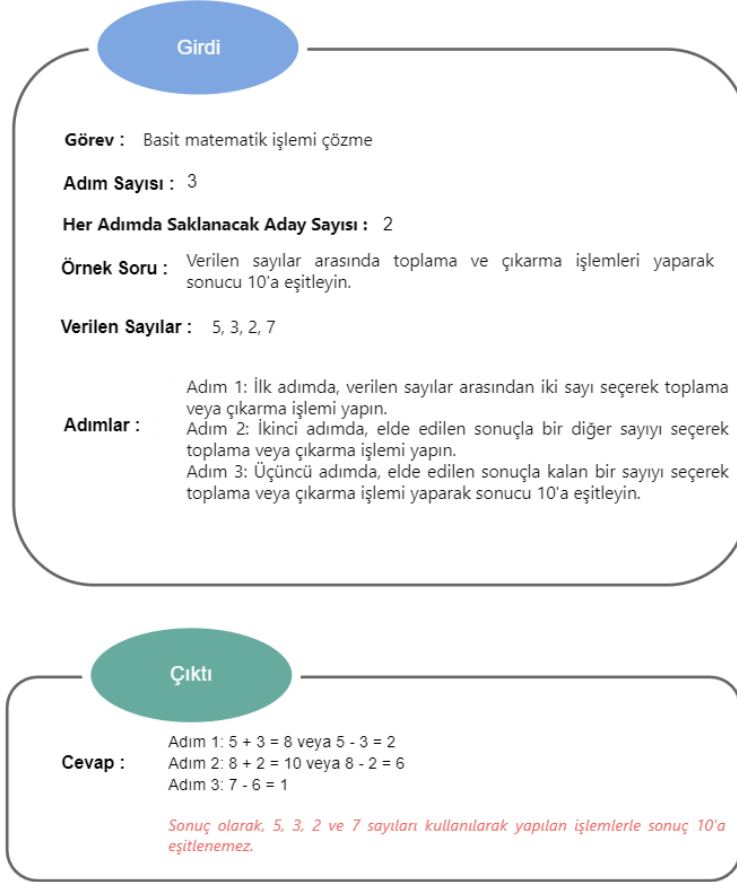 Girdi
Görev : Basit matematik işlemi çözme
Adım Sayısı : 3
Her Adımda Saklanacak Aday Sayısı : 2
Örnek Soru : Verilen sayılar arasında toplama ve çıkarma işlemleri yaparak
sonucu 10'a eşitleyin.
Verilen Sayılar : 5, 3, 2, 7
Adımlar :
Adım 1: İlk adımda, verilen sayılar arasından iki sayı seçerek toplama
veya çıkarma işlemi yapın.
Adım 2: İkinci adımda, elde edilen sonuçla bir diğer sayıyı seçerek
toplama veya çıkarma işlemi yapın.
Adım 3: Üçüncü adımda, elde edilen sonuçla kalan bir sayıyı seçerek
toplama veya çıkarma işlemi yaparak sonucu 10'a eşitleyin.
Çıktı
Cevap :
Adım 1: 5 + 3 = 8 veya 5 - 3 = 2
Adım 2: 8 + 2 = 10 veya 8 - 2 = 6
Adım 3: 7 - 6 = 1
Sonuç olarak, 5, 3, 2 ve 7 sayıları kullanılarak yapılan işlemlerle sonuç 10'a
eşitlenemez.